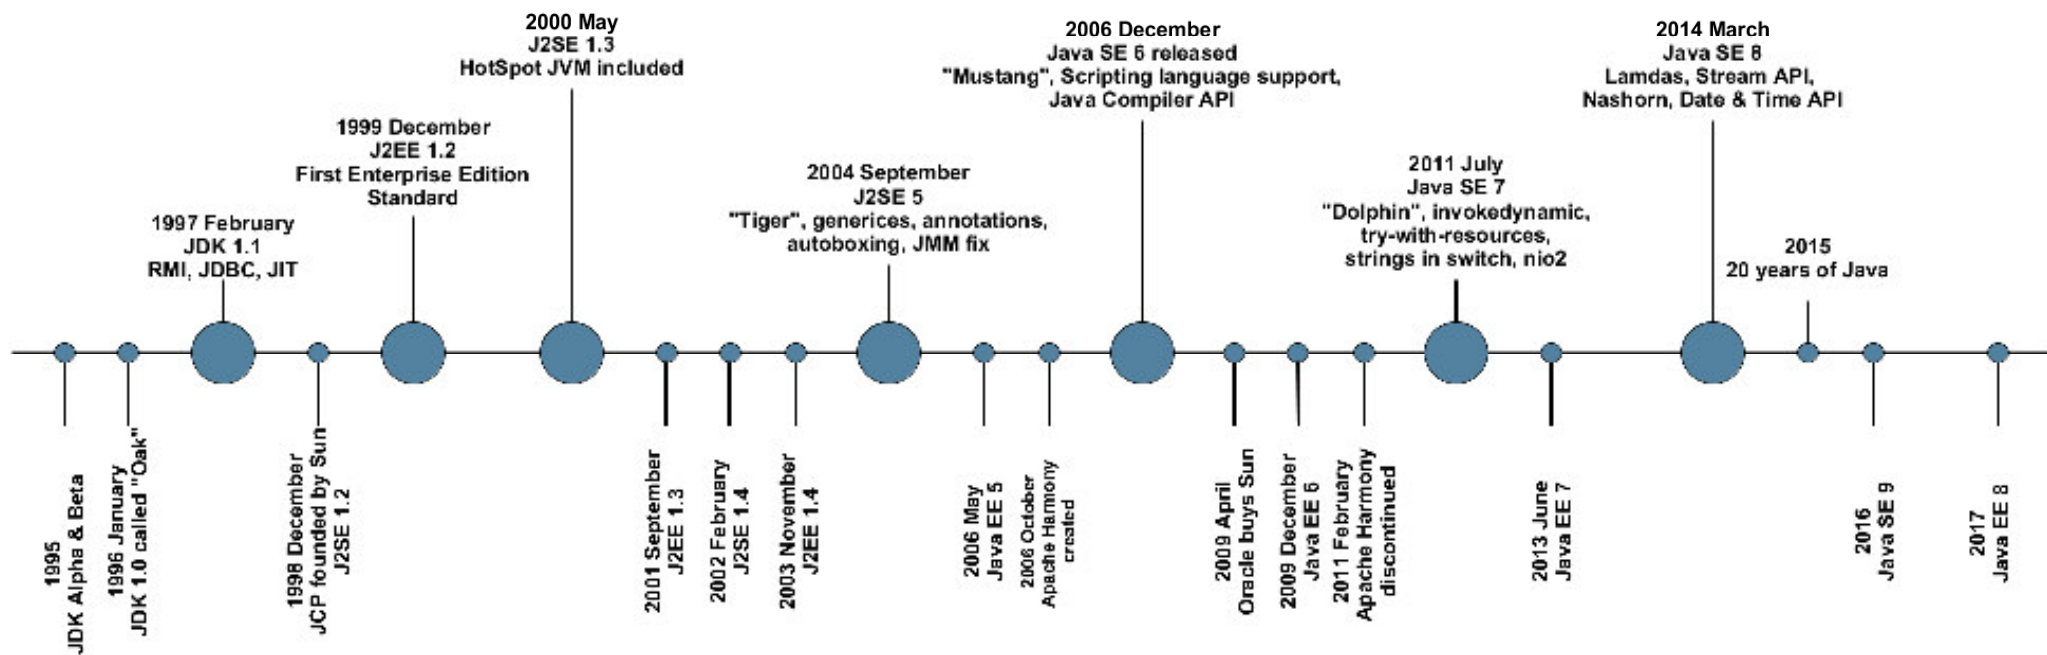 2000 May
J2SE 1.3
HotSpot JVM included
2006 December
Java SE 6 released
"Mustang", Scripting language support,
Java Compiler API
2014 March
Java SE 8
Lamdas, Stream API,
Nashorn, Date & Time API
1999 December
J2EE 1.2
First Enterprise Edition
Standard
2004 September
J2SE 5
"Tiger", generices, annotations,
autoboxing, JMM fix
2011 July
Java SE 7
"Dolphin", invokedynamic,
try-with-resources,
strings in switch, nio2
1997 February
JDK 1.1
RMI, JDBC, JIT
2015
20 years of Java
1995
JDK Alpha & Beta
1996 January
JDK 1.0 called "Oak"
1998 December
JCP founded by Sun
J2SE 1.2
2001 September
J2EE 1.3
2002 February
J2SE 1.4
2003 November
J2EE 1.4
2006 May
Java EE 5
2006 October
Apache Harmony
created
2009 April
Oracle buys Sun
2009 December
Java EE 6
2011 February
Apache Harmony
discontinued
2013 June
Java EE 7
2016
Java SE 9
2017
Java EE 8